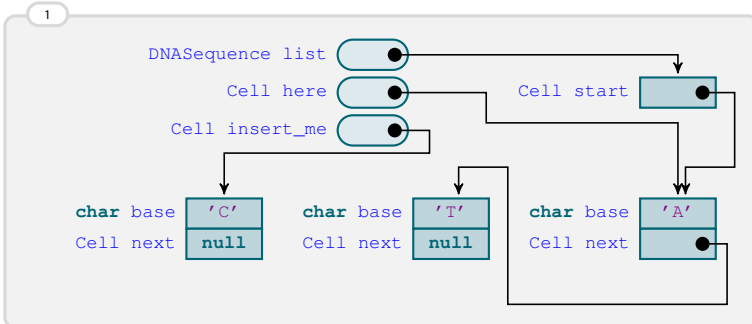 1
DNASequence list
Cell here Cell start
Cell insert_me
char base 'C' char base 'T' char base 'A'
Cell next null Cell next null Cell next